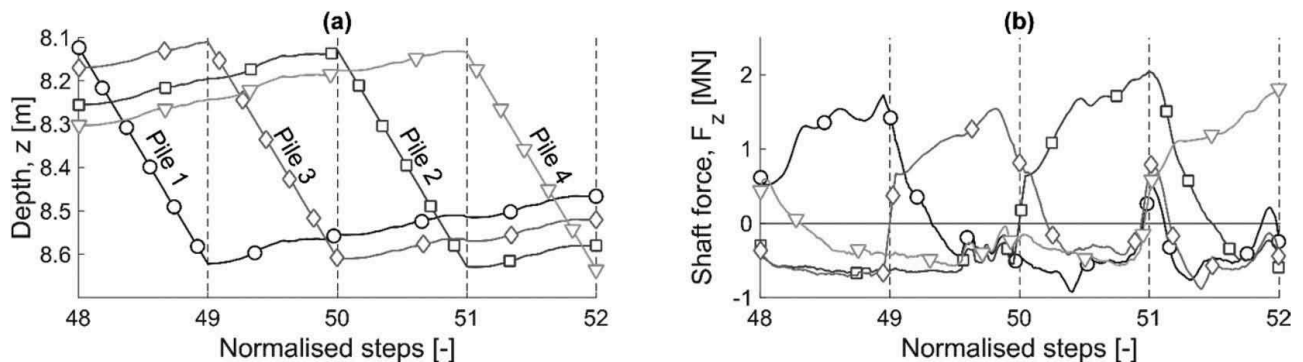 (a)
8.1
8.2
8.3
8.4
8.5
8.6
Depth, z [m]
Pile 1
Pile 3
Pile 2
Pile 4
48
49
50
51
52
Normalised steps [-]
(b)
2
1
0
-1
Shaft force, F_z [MN]
48
49
50
51
52
Normalised steps [-]